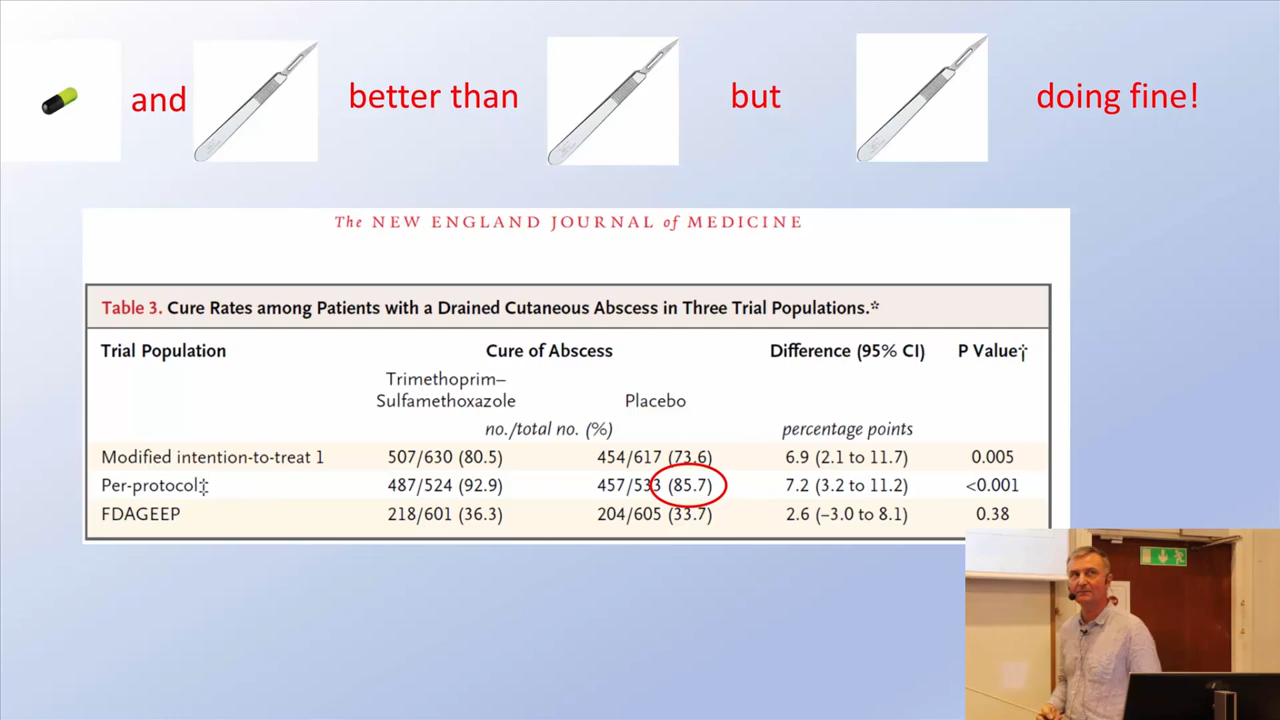 and better than but doing fine!
The NEW ENGLAND JOURNAL of MEDICINE
Table 3. Cure Rates among Patients with a Drained Cutaneous Abscess in Three Trial Populations.*
Trial Population Cure of Abscess Difference (95% CI) P Value†
Trimethoprim–
Sulfamethoxazole Placebo
no./total no. (%) percentage points
Modified intention-to-treat 1 507/630 (80.5) 454/617 (73.6) 6.9 (2.1 to 11.7) 0.005
Per-protocol‡ 487/524 (92.9) 457/533 (85.7) 7.2 (3.2 to 11.2) <0.001
FDAGEEP 218/601 (36.3) 204/605 (33.7) 2.6 (–3.0 to 8.1) 0.38